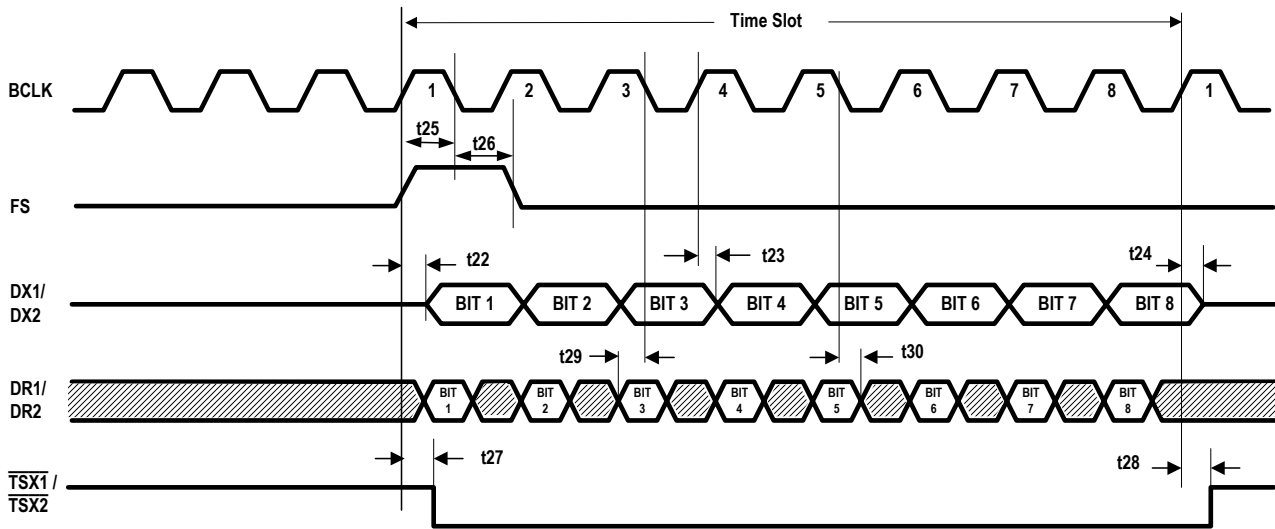 Time Slot
BCLK
1 2 3 4 5 6 7 8 1
t25
t26
FS
t22 t23 t24
DX1/
DX2
BIT 1 BIT 2 BIT 3 BIT 4 BIT 5 BIT 6 BIT 7 BIT 8
t29 t30
DR1/
DR2
BIT 1 BIT 2 BIT 3 BIT 4 BIT 5 BIT 6 BIT 7 BIT 8
t27 t28
TSX1 /
TSX2